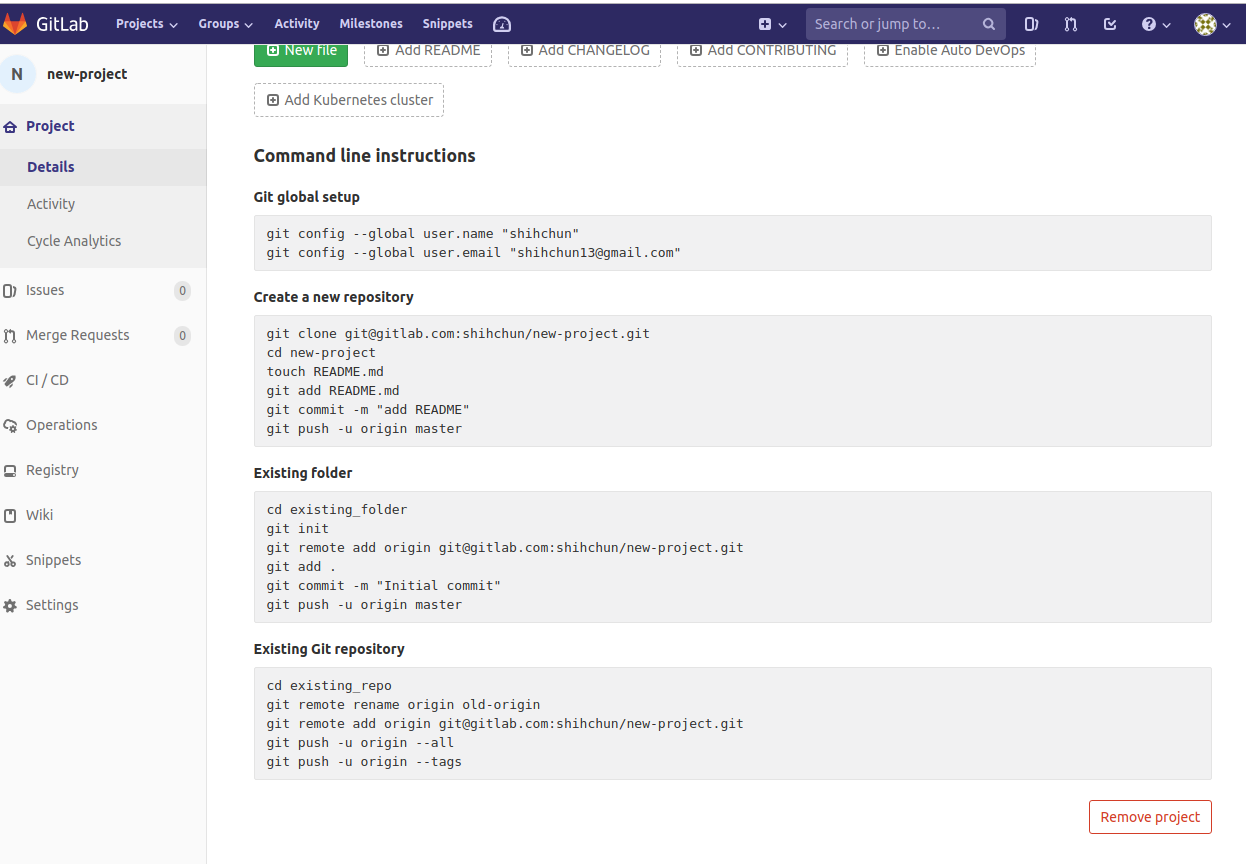 GitLab Projects Groups Activity Milestones Snippets Search or jump to...
New file Add README Add CHANGELOG Add CONTRIBUTING Enable Auto DevOps
N new-project
Add Kubernetes cluster
Project
Details
Activity
Cycle Analytics
Issues 0
Merge Requests 0
CI / CD
Operations
Registry
Wiki
Snippets
Settings
Command line instructions
Git global setup
git config --global user.name "shihchun"
git config --global user.email "shihchun13@gmail.com"
Create a new repository
git clone git@gitlab.com:shihchun/new-project.git
cd new-project
touch README.md
git add README.md
git commit -m "add README"
git push -u origin master
Existing folder
cd existing_folder
git init
git remote add origin git@gitlab.com:shihchun/new-project.git
git add .
git commit -m "Initial commit"
git push -u origin master
Existing Git repository
cd existing_repo
git remote rename origin old-origin
git remote add origin git@gitlab.com:shihchun/new-project.git
git push -u origin --all
git push -u origin --tags
Remove project